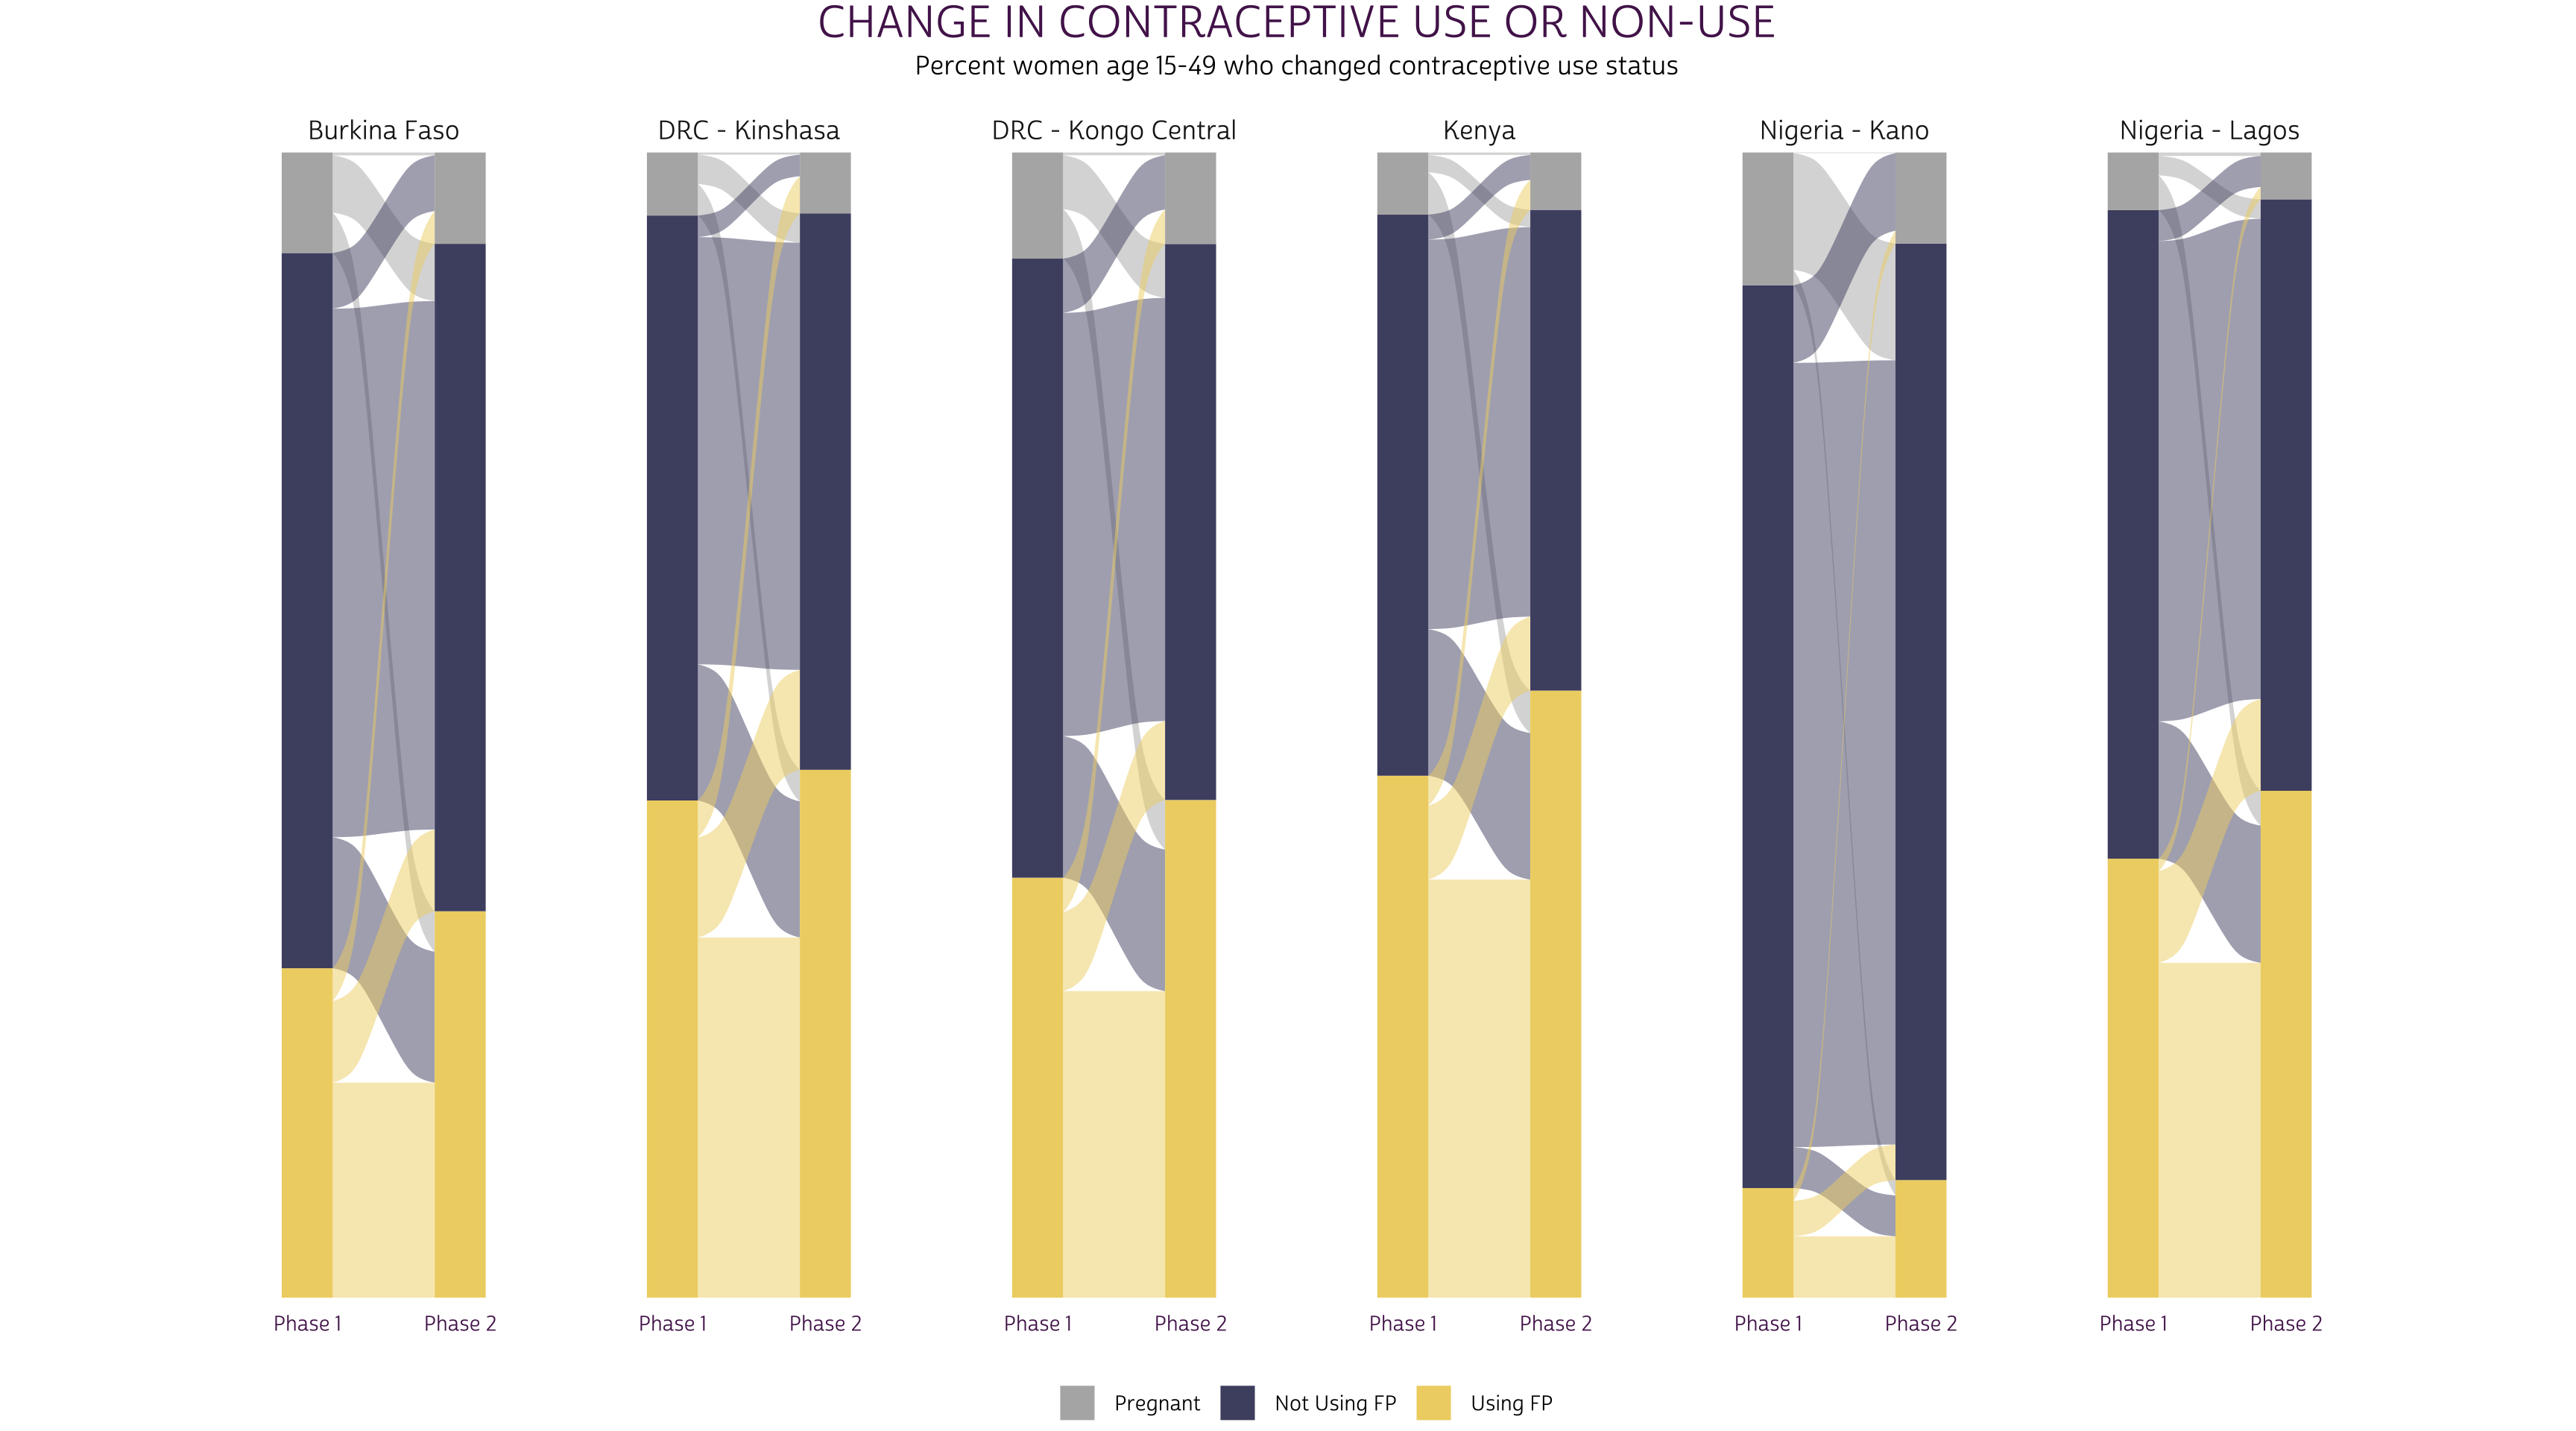 CHANGE IN CONTRACEPTIVE USE OR NON-USE
Percent women age 15-49 who changed contraceptive use status
Burkina Faso
DRC - Kinshasa
DRC - Kongo Central
Kenya
Nigeria - Kano
Nigeria - Lagos
Phase 1 Phase 2
Phase 1 Phase 2
Phase 1 Phase 2
Phase 1 Phase 2
Phase 1 Phase 2
Phase 1 Phase 2
Pregnant Not Using FP Using FP